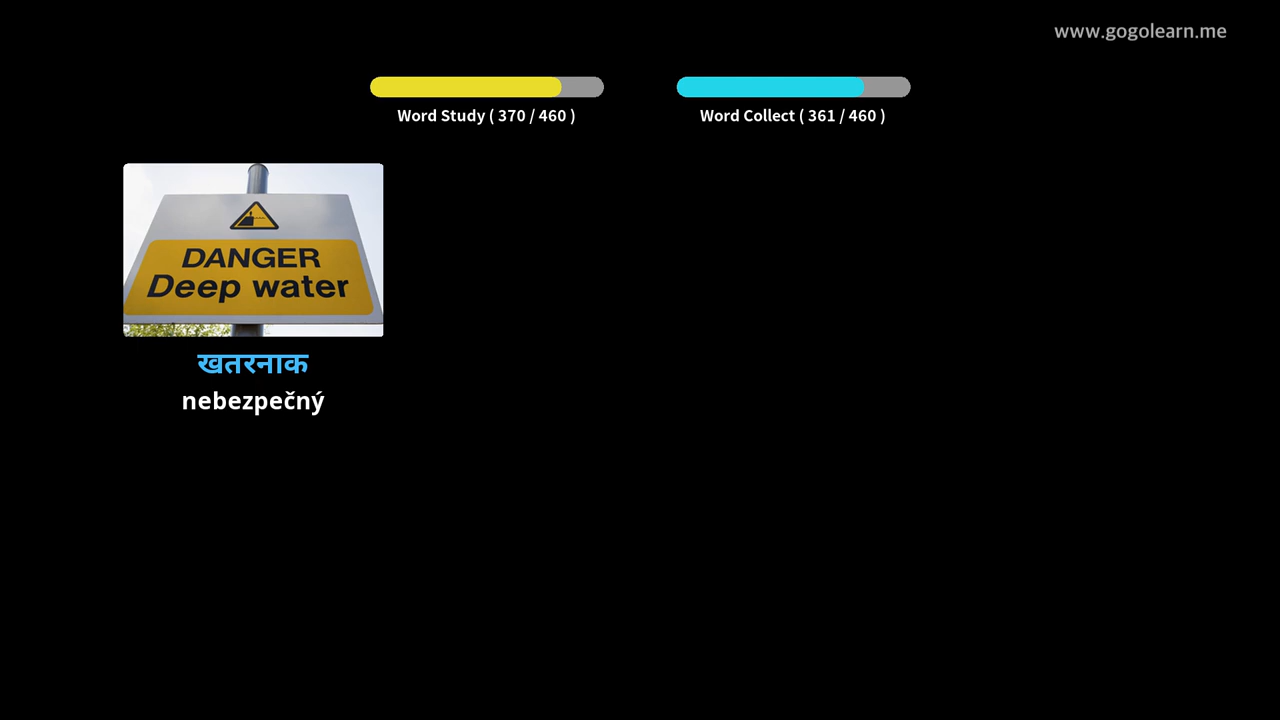 www.gogolearn.me
Word Study ( 370 / 460 )
Word Collect ( 361 / 460 )
DANGER
Deep water
खतरनाक
nebezpečný